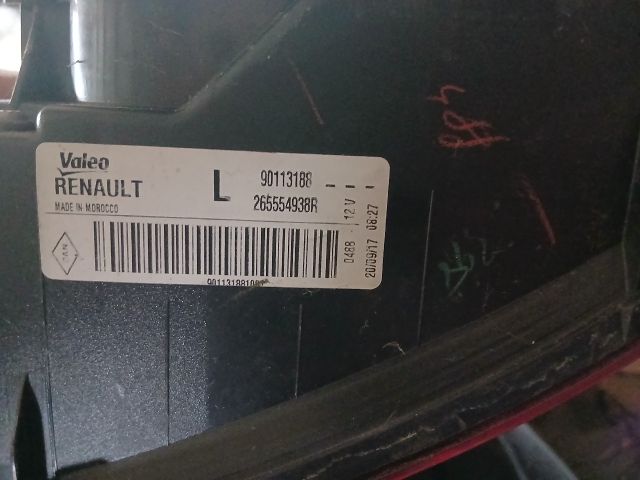 Valeo
RENAULT
MADE IN MOROCCO
L
90113188 - - -
265554938R
0488 12 V
20/09/17 08:27